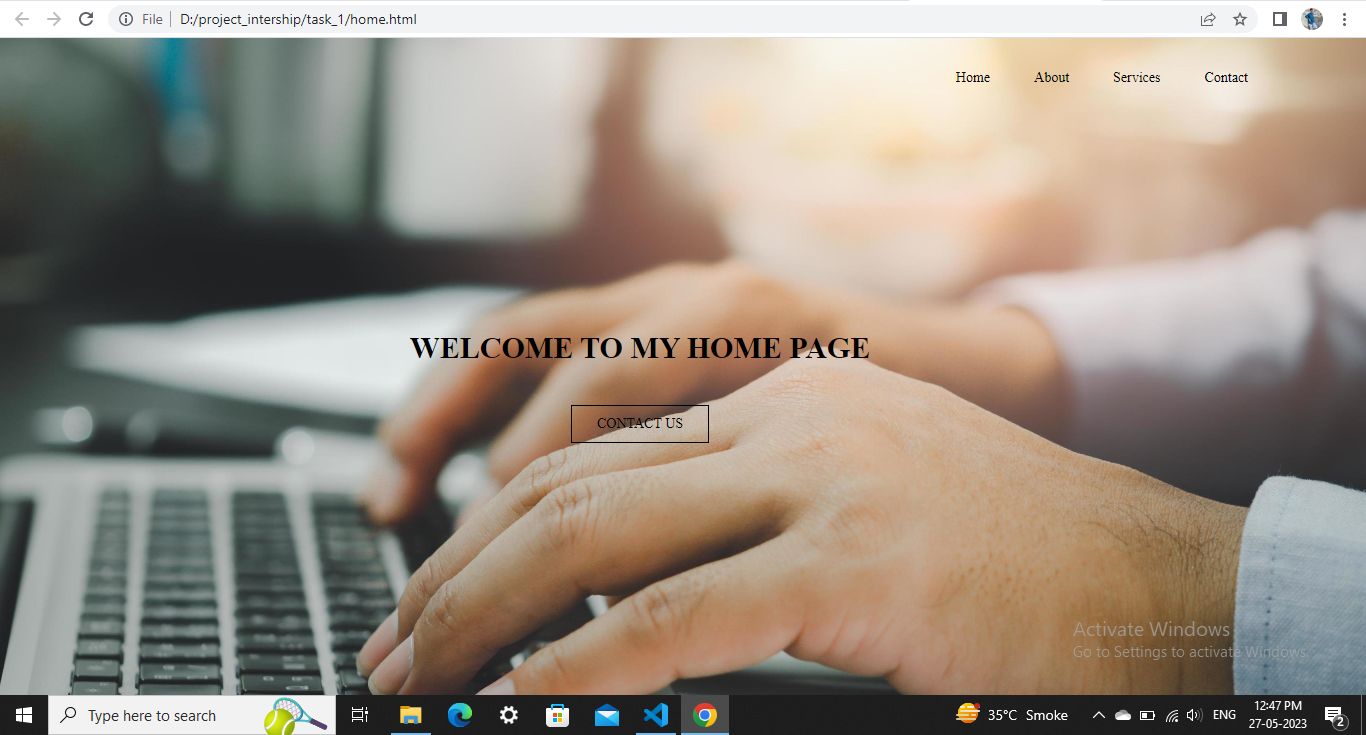 File D:/project_intership/task_1/home.html
Home About Services Contact
WELCOME TO MY HOME PAGE
CONTACT US
Activate Windows
Go to Settings to activate Windows.
Type here to search
35°C Smoke
ENG
12:47 PM
27-05-2023
2